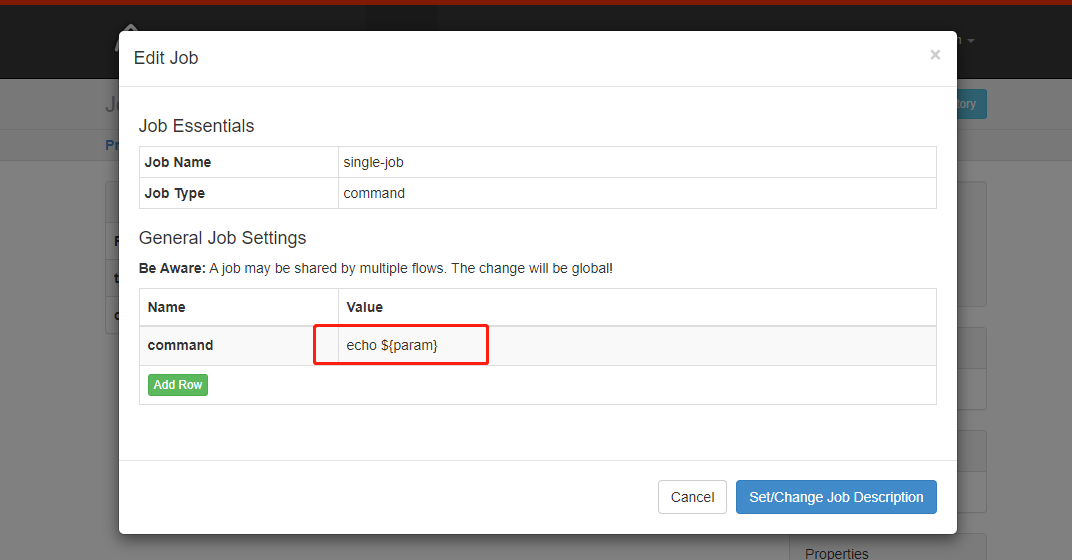 Edit Job
×
Job Essentials
Job Name single-job
Job Type command
General Job Settings
Be Aware: A job may be shared by multiple flows. The change will be global!
Name Value
command echo ${param}
Add Row
Cancel Set/Change Job Description
Properties